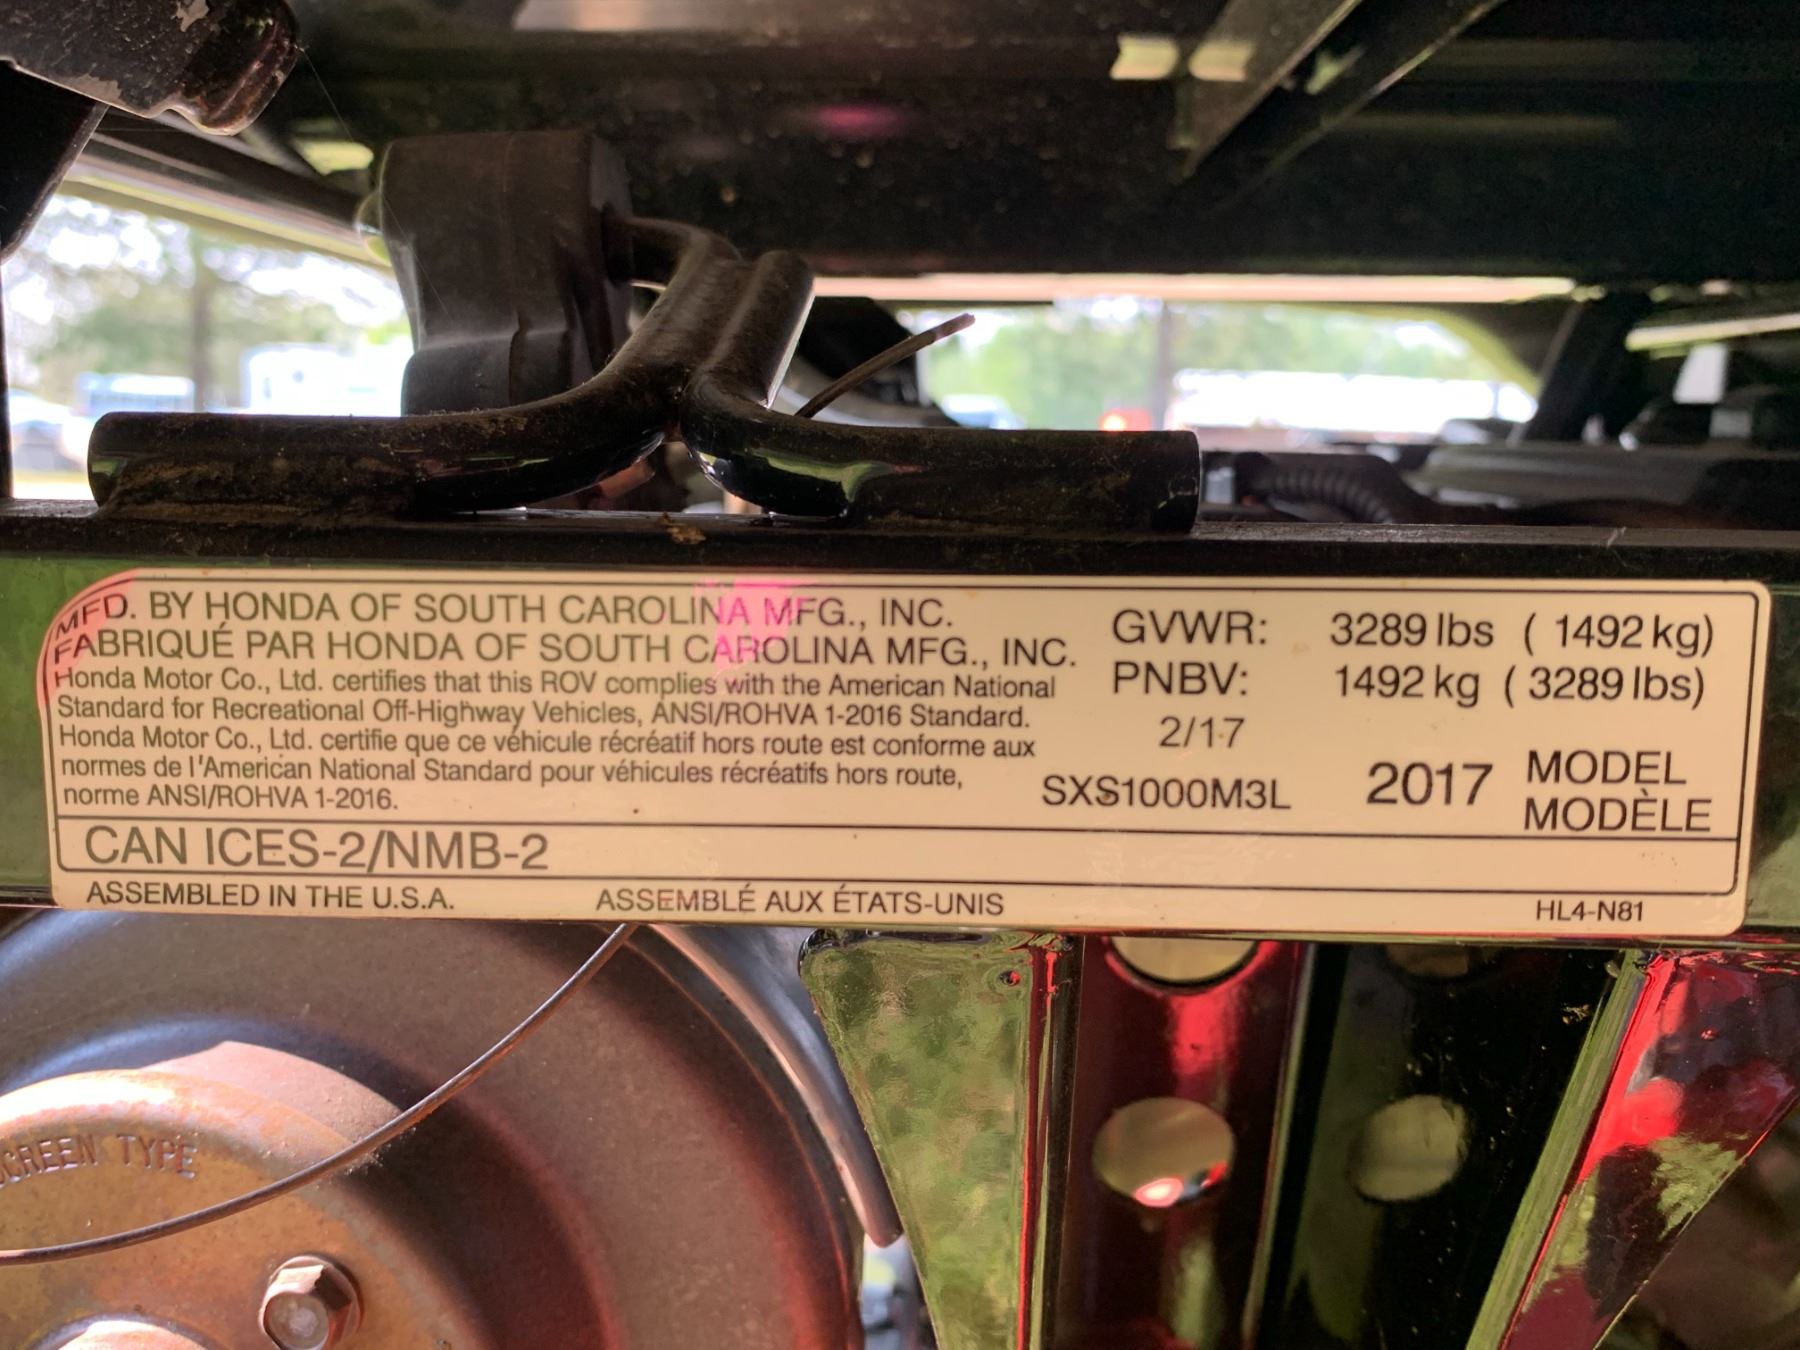 MFD. BY HONDA OF SOUTH CAROLINA MFG., INC.
FABRIQUÉ PAR HONDA OF SOUTH CAROLINA MFG., INC.
Honda Motor Co., Ltd. certifies that this ROV complies with the American National
Standard for Recreational Off-Highway Vehicles, ANSI/ROHVA 1-2016 Standard.
Honda Motor Co., Ltd. certifie que ce véhicule récréatif hors route est conforme aux
normes de l'American National Standard pour véhicules récréatifs hors route,
norme ANSI/ROHVA 1-2016.
GVWR: 3289 lbs ( 1492 kg)
PNBV: 1492 kg ( 3289 lbs)
2/17
SXS1000M3L 2017 MODEL
MODÈLE
CAN ICES-2/NMB-2
ASSEMBLED IN THE U.S.A. ASSEMBLÉ AUX ÉTATS-UNIS HL4-N81
SCREEN TYPE